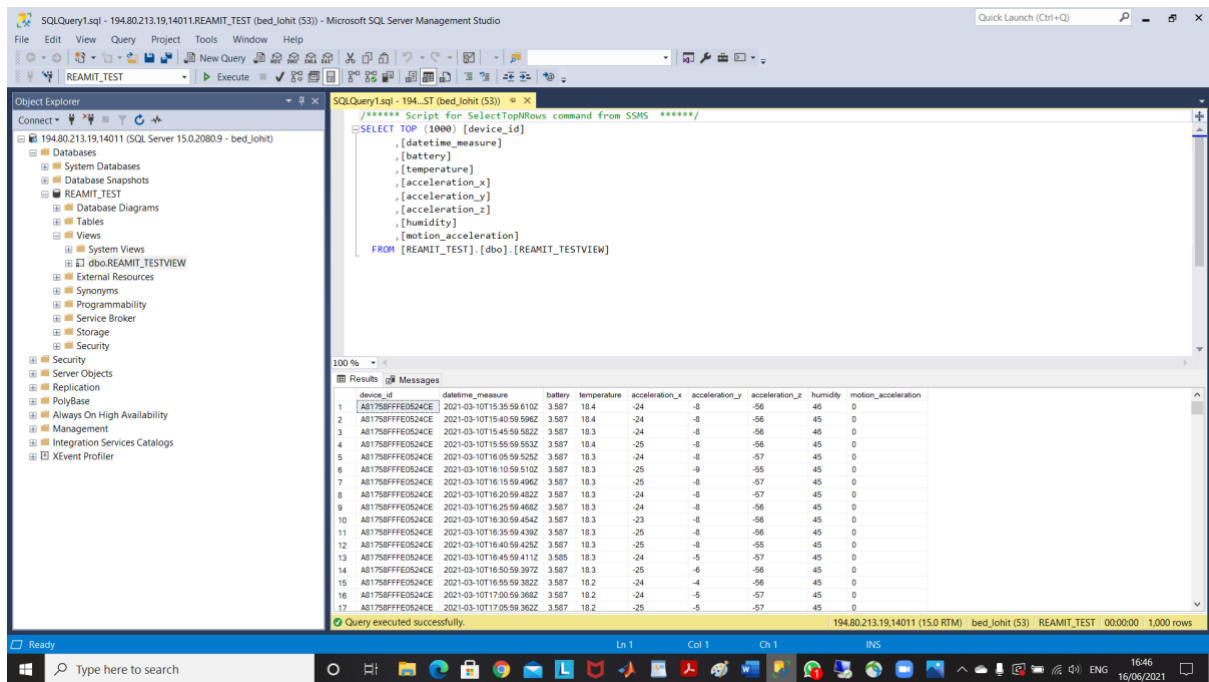 SQLQuery1.sql - 194.80.213.19,14011.REAMIT_TEST (bed_lohit (53)) - Microsoft SQL Server Management Studio
Quick Launch (Ctrl+Q)
File Edit View Query Project Tools Window Help
New Query
REAMIT_TEST
Execute
Object Explorer
Connect
194.80.213.19,14011 (SQL Server 15.0.2080.9 - bed_lohit)
Databases
System Databases
Database Snapshots
REAMIT_TEST
Database Diagrams
Tables
Views
System Views
dbo.REAMIT_TESTVIEW
External Resources
Synonyms
Programmability
Service Broker
Storage
Security
Security
Server Objects
Replication
PolyBase
Always On High Availability
Management
Integration Services Catalogs
XEvent Profiler
SQLQuery1.sql - 194...ST (bed_lohit (53))
/****** Script for SelectTopNRows command from SSMS ******/
SELECT TOP (1000) [device_id]
,[datetime_measure]
,[battery]
,[temperature]
,[acceleration_x]
,[acceleration_y]
,[acceleration_z]
,[humidity]
,[motion_acceleration]
FROM [REAMIT_TEST].[dbo].[REAMIT_TESTVIEW]
100 %
Results Messages
device_id datetime_measure battery temperature acceleration_x acceleration_y acceleration_z humidity motion_acceleration
1 A81758FFFE0524CE 2021-03-10T15:35:59.610Z 3.587 18.4 -24 -8 -56 46 0
2 A81758FFFE0524CE 2021-03-10T15:40:59.596Z 3.587 18.4 -24 -8 -56 45 0
3 A81758FFFE0524CE 2021-03-10T15:45:59.582Z 3.587 18.3 -24 -8 -56 46 0
4 A81758FFFE0524CE 2021-03-10T15:55:59.553Z 3.587 18.4 -25 -8 -56 45 0
5 A81758FFFE0524CE 2021-03-10T16:05:59.525Z 3.587 18.3 -24 -8 -57 45 0
6 A81758FFFE0524CE 2021-03-10T16:10:59.510Z 3.587 18.3 -25 -9 -55 45 0
7 A81758FFFE0524CE 2021-03-10T16:15:59.496Z 3.587 18.3 -25 -8 -57 45 0
8 A81758FFFE0524CE 2021-03-10T16:20:59.482Z 3.587 18.3 -24 -8 -57 45 0
9 A81758FFFE0524CE 2021-03-10T16:25:59.468Z 3.587 18.3 -24 -8 -56 45 0
10 A81758FFFE0524CE 2021-03-10T16:30:59.454Z 3.587 18.3 -23 -8 -56 45 0
11 A81758FFFE0524CE 2021-03-10T16:35:59.439Z 3.587 18.3 -25 -8 -56 45 0
12 A81758FFFE0524CE 2021-03-10T16:40:59.425Z 3.587 18.3 -25 -8 -55 45 0
13 A81758FFFE0524CE 2021-03-10T16:45:59.411Z 3.585 18.3 -24 -5 -57 45 0
14 A81758FFFE0524CE 2021-03-10T16:50:59.397Z 3.587 18.3 -25 -6 -56 45 0
15 A81758FFFE0524CE 2021-03-10T16:55:59.382Z 3.587 18.2 -24 -4 -56 45 0
16 A81758FFFE0524CE 2021-03-10T17:00:59.368Z 3.587 18.2 -24 -5 -57 45 0
17 A81758FFFE0524CE 2021-03-10T17:05:59.362Z 3.587 18.2 -25 -5 -57 45 0
Query executed successfully.
194.80.213.19,14011 (15.0 RTM) bed_lohit (53) REAMIT_TEST 00:00:00 1,000 rows
Ready Ln 1 Col 1 Ch 1 INS
Type here to search
ENG
16:46
16/06/2021